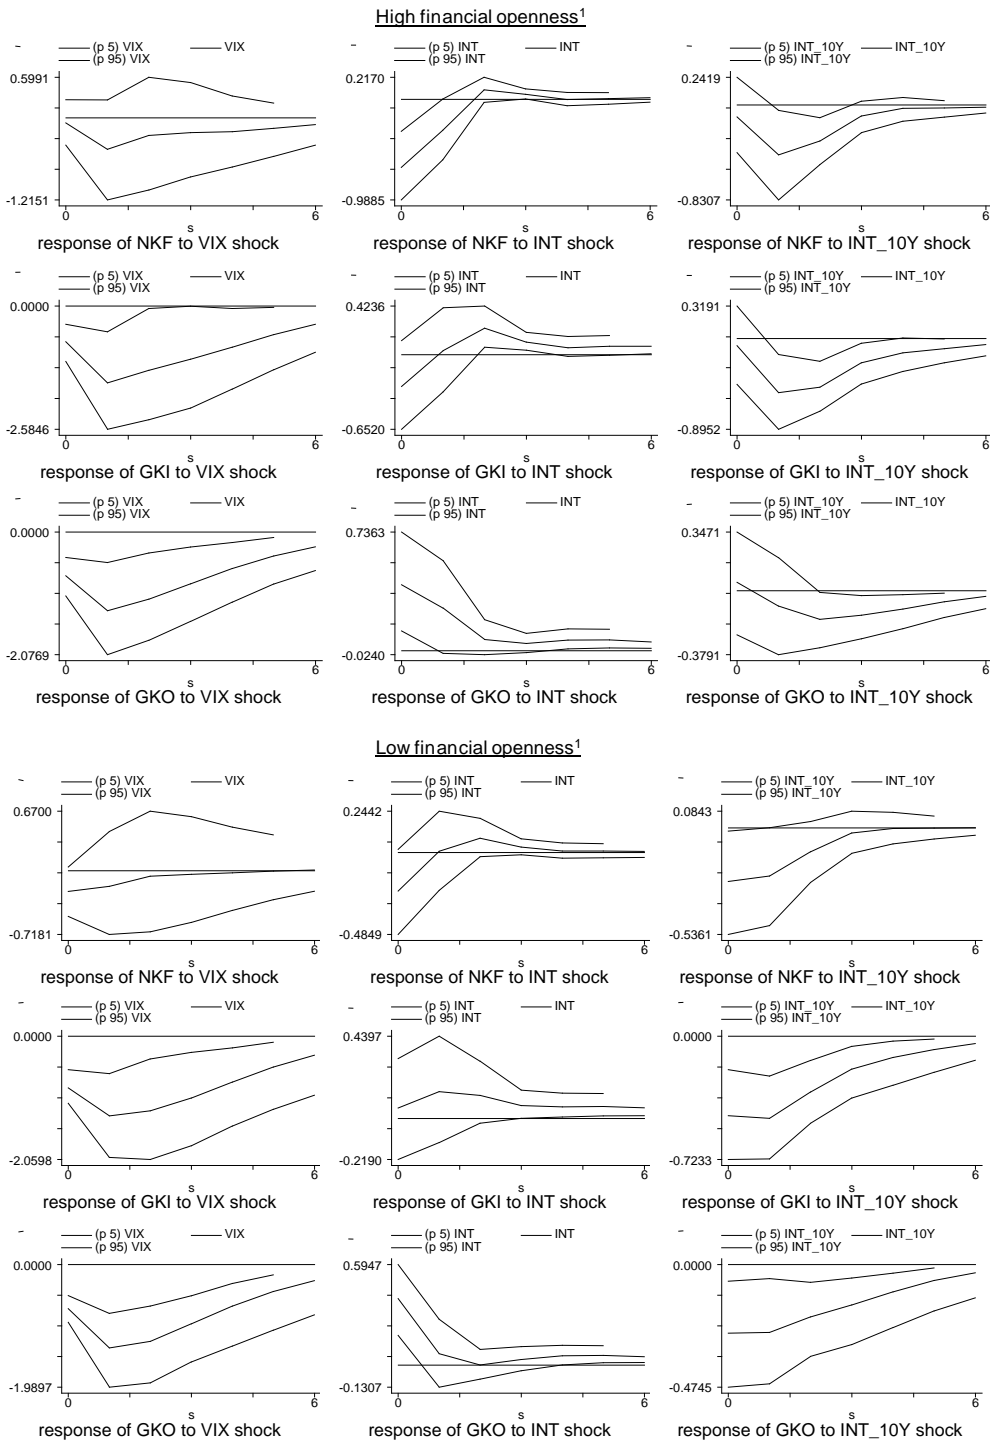 High financial openness1
(p 5) VIX VIX
(p 95) VIX
0.5991
-1.2151
0 6
s
response of NKF to VIX shock
(p 5) INT INT
(p 95) INT
0.2170
-0.9885
0 6
s
response of NKF to INT shock
(p 5) INT_10Y INT_10Y
(p 95) INT_10Y
0.2419
-0.8307
0 6
s
response of NKF to INT_10Y shock
(p 5) VIX VIX
(p 95) VIX
0.0000
-2.5846
0 6
s
response of GKI to VIX shock
(p 5) INT INT
(p 95) INT
0.4236
-0.6520
0 6
s
response of GKI to INT shock
(p 5) INT_10Y INT_10Y
(p 95) INT_10Y
0.3191
-0.8952
0 6
s
response of GKI to INT_10Y shock
(p 5) VIX VIX
(p 95) VIX
0.0000
-2.0769
0 6
s
response of GKO to VIX shock
(p 5) INT INT
(p 95) INT
0.7363
-0.0240
0 6
s
response of GKO to INT shock
(p 5) INT_10Y INT_10Y
(p 95) INT_10Y
0.3471
-0.3791
0 6
s
response of GKO to INT_10Y shock
Low financial openness1
(p 5) VIX VIX
(p 95) VIX
0.6700
-0.7181
0 6
s
response of NKF to VIX shock
(p 5) INT INT
(p 95) INT
0.2442
-0.4849
0 6
s
response of NKF to INT shock
(p 5) INT_10Y INT_10Y
(p 95) INT_10Y
0.0843
-0.5361
0 6
s
response of NKF to INT_10Y shock
(p 5) VIX VIX
(p 95) VIX
0.0000
-2.0598
0 6
s
response of GKI to VIX shock
(p 5) INT INT
(p 95) INT
0.4397
-0.2190
0 6
s
response of GKI to INT shock
(p 5) INT_10Y INT_10Y
(p 95) INT_10Y
0.0000
-0.7233
0 6
s
response of GKI to INT_10Y shock
(p 5) VIX VIX
(p 95) VIX
0.0000
-1.9897
0 6
s
response of GKO to VIX shock
(p 5) INT INT
(p 95) INT
0.5947
-0.1307
0 6
s
response of GKO to INT shock
(p 5) INT_10Y INT_10Y
(p 95) INT_10Y
0.0000
-0.4745
0 6
s
response of GKO to INT_10Y shock